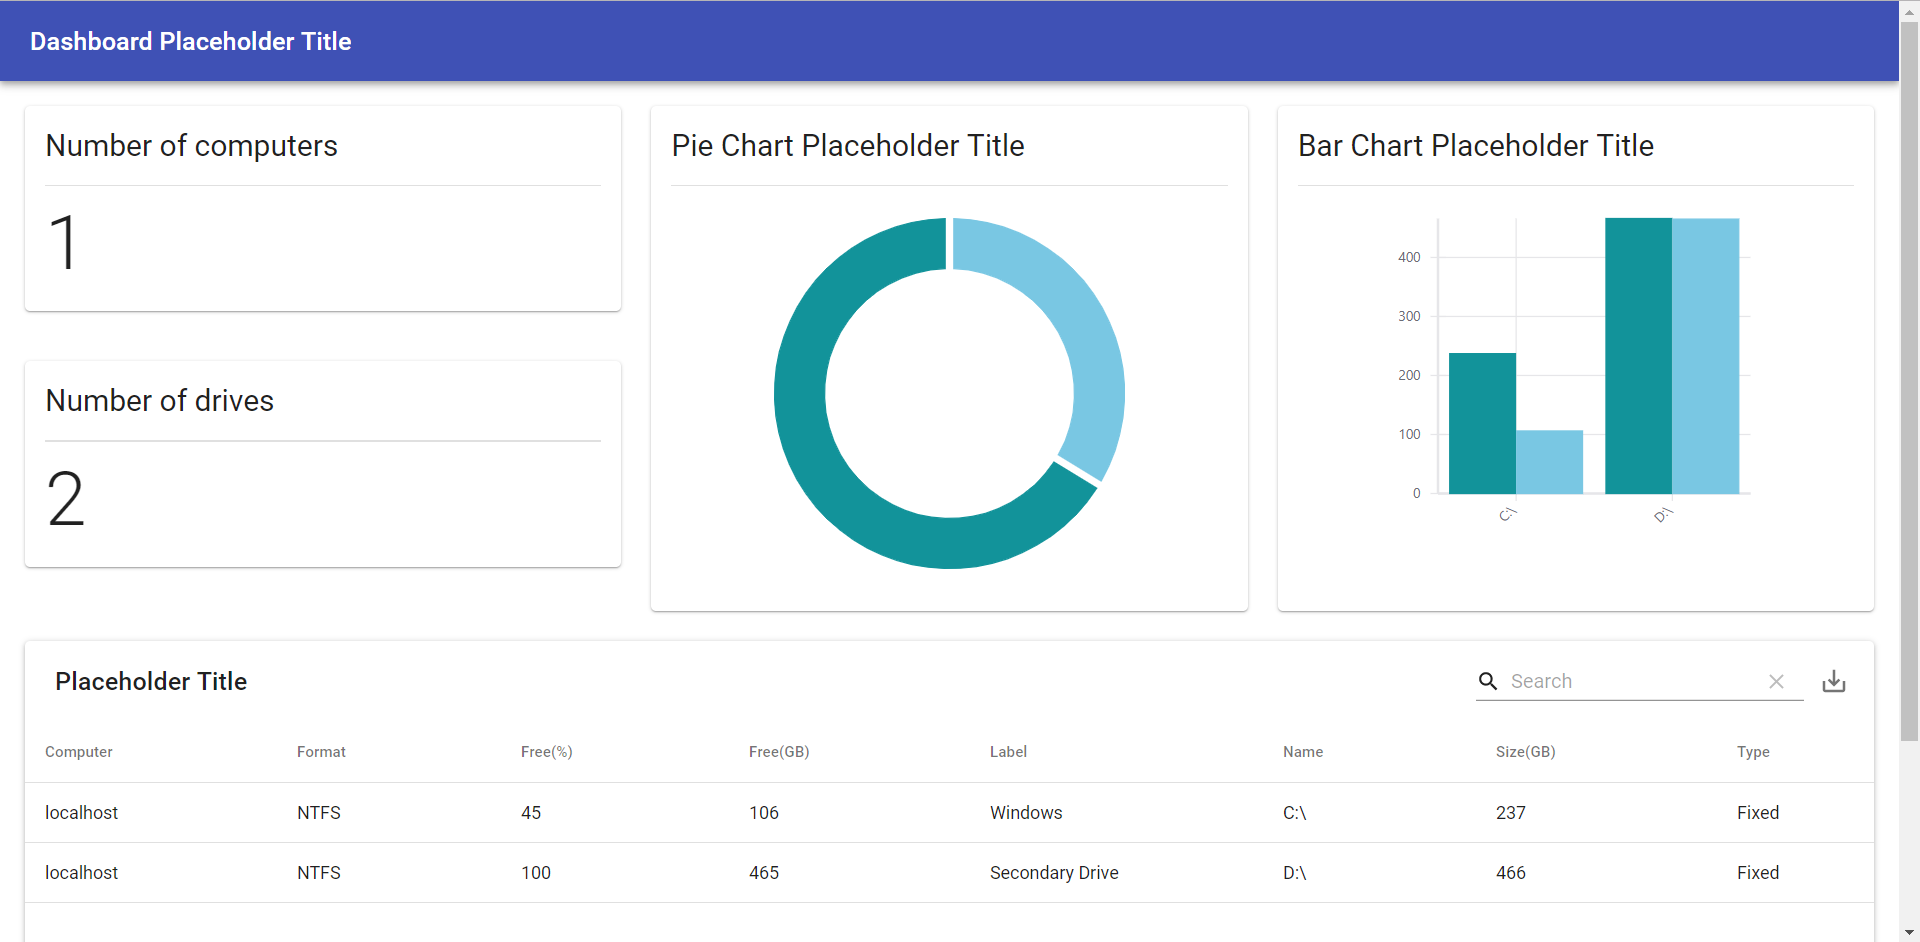 Dashboard Placeholder Title
Number of computers
1
Number of drives
2
Pie Chart Placeholder Title
Bar Chart Placeholder Title
400
300
200
100
0
C:\
D:\
Placeholder Title
Search
Computer Format Free(%) Free(GB) Label Name Size(GB) Type
localhost NTFS 45 106 Windows C:\ 237 Fixed
localhost NTFS 100 465 Secondary Drive D:\ 466 Fixed